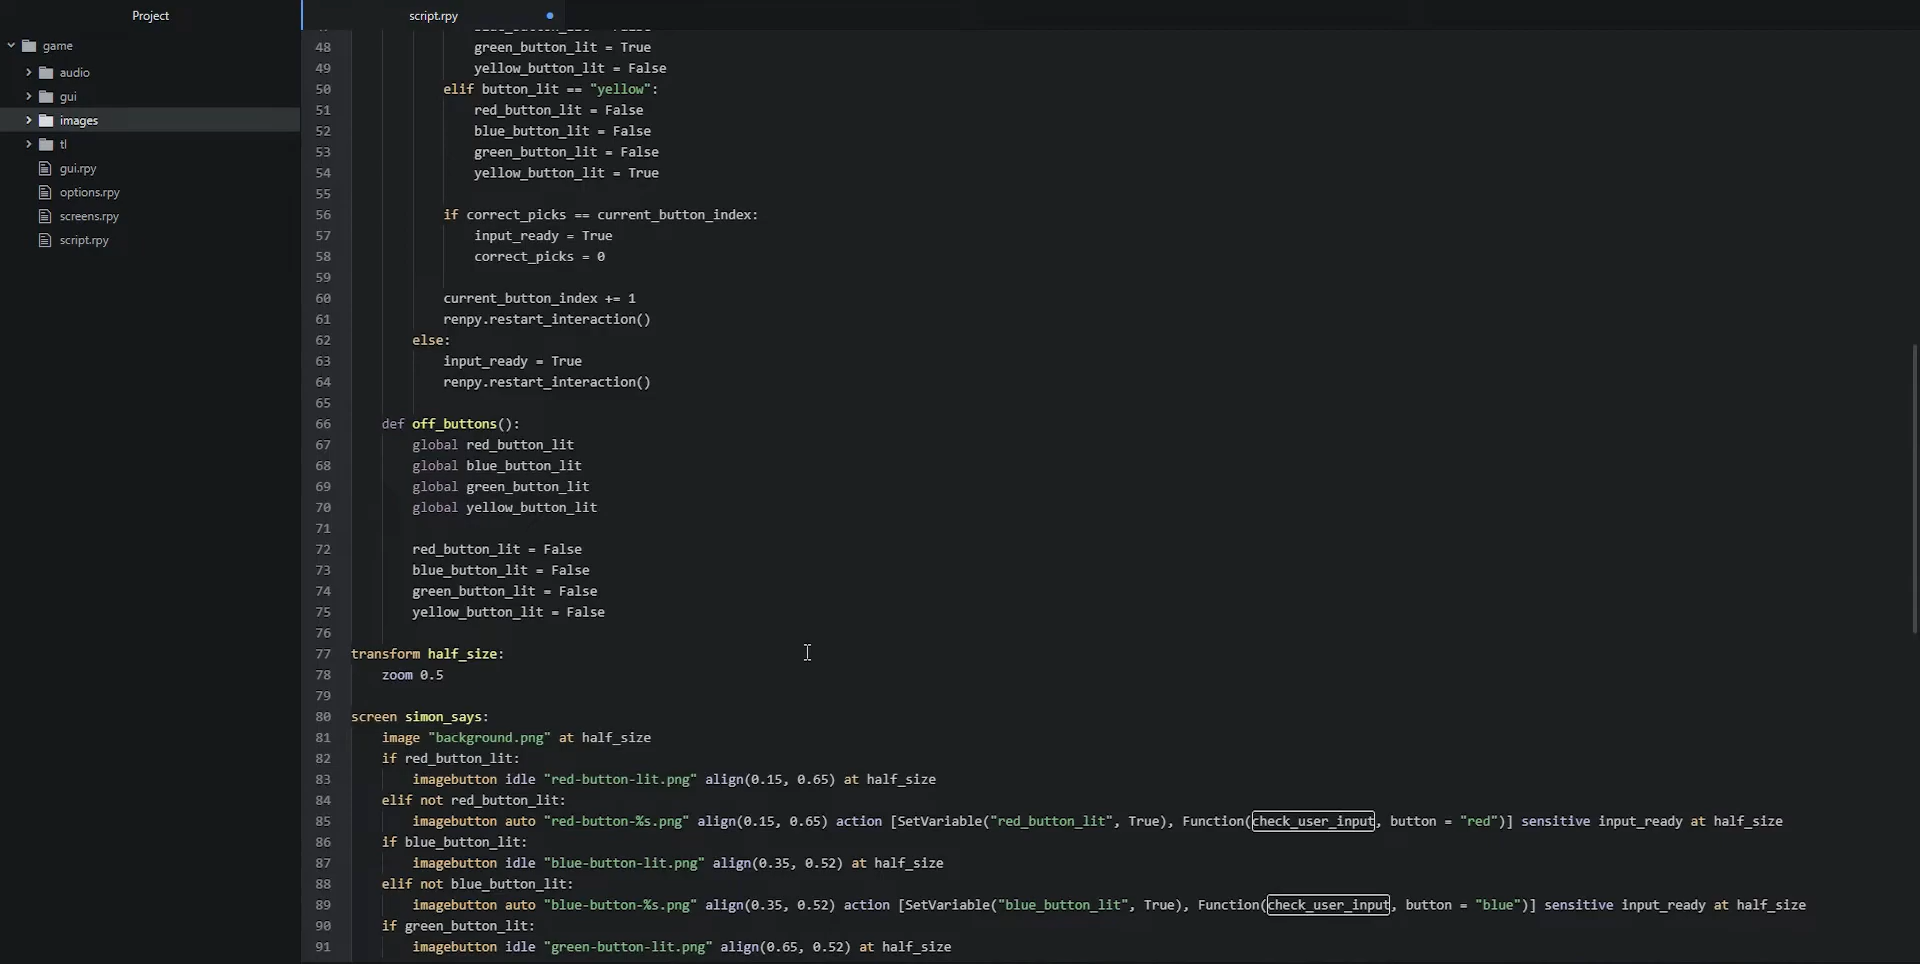 Project
script.rpy
game
audio
gui
images
tl
gui.rpy
options.rpy
screens.rpy
script.rpy
48 green_button_lit = True
49 yellow_button_lit = False
50 elif button_lit == "yellow":
51 red_button_lit = False
52 blue_button_lit = False
53 green_button_lit = False
54 yellow_button_lit = True
55
56 if correct_picks == current_button_index:
57 input_ready = True
58 correct_picks = 0
59
60 current_button_index += 1
61 renpy.restart_interaction()
62 else:
63 input_ready = True
64 renpy.restart_interaction()
65
66 def off_buttons():
67 global red_button_lit
68 global blue_button_lit
69 global green_button_lit
70 global yellow_button_lit
71
72 red_button_lit = False
73 blue_button_lit = False
74 green_button_lit = False
75 yellow_button_lit = False
76
77 transform half_size:
78 zoom 0.5
79
80 screen simon_says:
81 image "background.png" at half_size
82 if red_button_lit:
83 imagebutton idle "red-button-lit.png" align(0.15, 0.65) at half_size
84 elif not red_button_lit:
85 imagebutton auto "red-button-%s.png" align(0.15, 0.65) action [SetVariable("red_button_lit", True), Function(check_user_input, button = "red")] sensitive input_ready at half_size
86 if blue_button_lit:
87 imagebutton idle "blue-button-lit.png" align(0.35, 0.52) at half_size
88 elif not blue_button_lit:
89 imagebutton auto "blue-button-%s.png" align(0.35, 0.52) action [SetVariable("blue_button_lit", True), Function(check_user_input, button = "blue")] sensitive input_ready at half_size
90 if green_button_lit:
91 imagebutton idle "green-button-lit.png" align(0.65, 0.52) at half_size